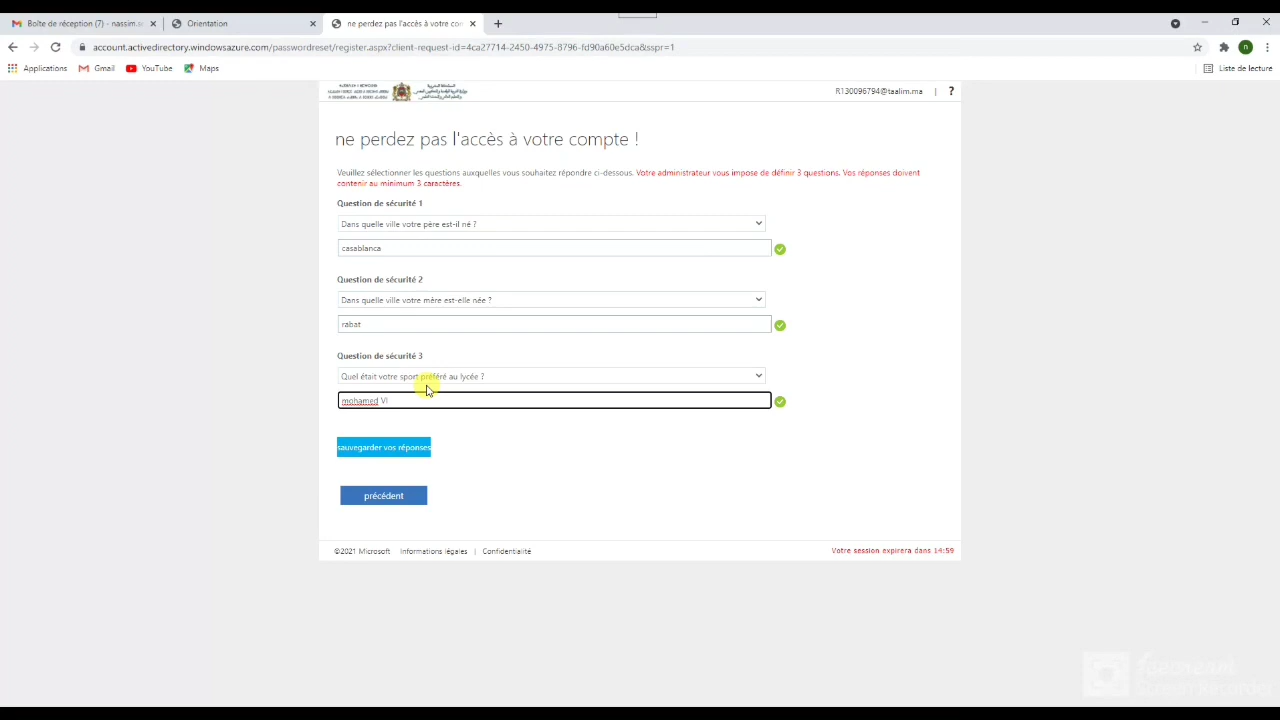 Boîte de réception (7) - nassim.e
Orientation
ne perdez pas l'accès à votre com
account.activedirectory.windowsazure.com/passwordreset/register.aspx?client-request-id=4ca27714-2450-4975-8796-fd90a60e5dca&sspr=1
n
Applications
Gmail
YouTube
Maps
Liste de lecture
R130096794@taalim.ma | ?
ne perdez pas l'accès à votre compte !
Veuillez sélectionner les questions auxquelles vous souhaitez répondre ci-dessous. Votre administrateur vous impose de définir 3 questions. Vos réponses doivent
contenir au minimum 3 caractères.
Question de sécurité 1
Dans quelle ville votre père est-il né ?
casablanca
Question de sécurité 2
Dans quelle ville votre mère est-elle née ?
rabat
Question de sécurité 3
Quel était votre sport préféré au lycée ?
mohamed VI
sauvegarder vos réponses
précédent
©2021 Microsoft Informations légales | Confidentialité
Votre session expirera dans 14:59